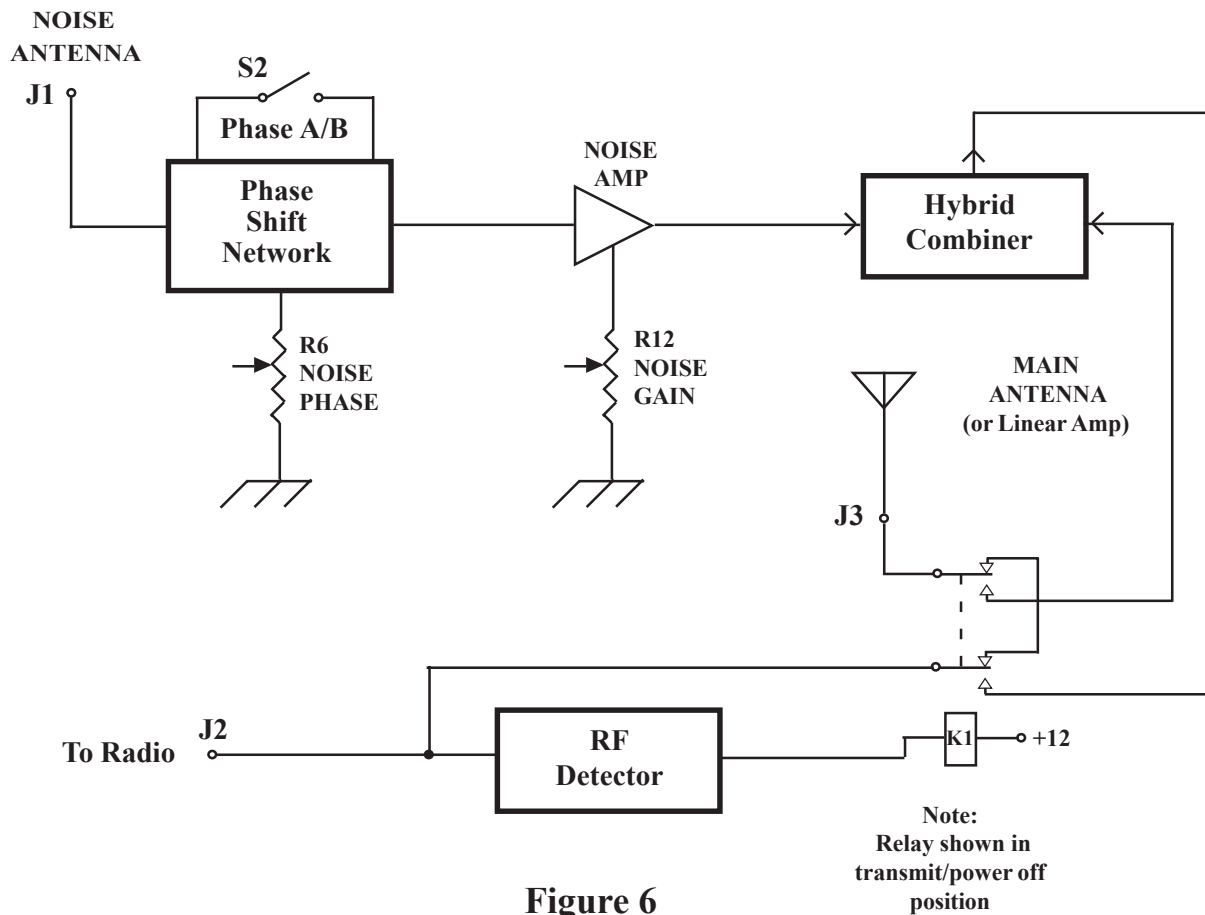 NOISE
ANTENNA
J1
S2
Phase A/B
Phase
Shift
Network
NOISE
AMP
Hybrid
Combiner
R6
NOISE
PHASE
R12
NOISE
GAIN
MAIN
ANTENNA
(or Linear Amp)
J3
J2
To Radio
RF
Detector
K1
+12
Note:
Relay shown in
transmit/power off
position
Figure 6